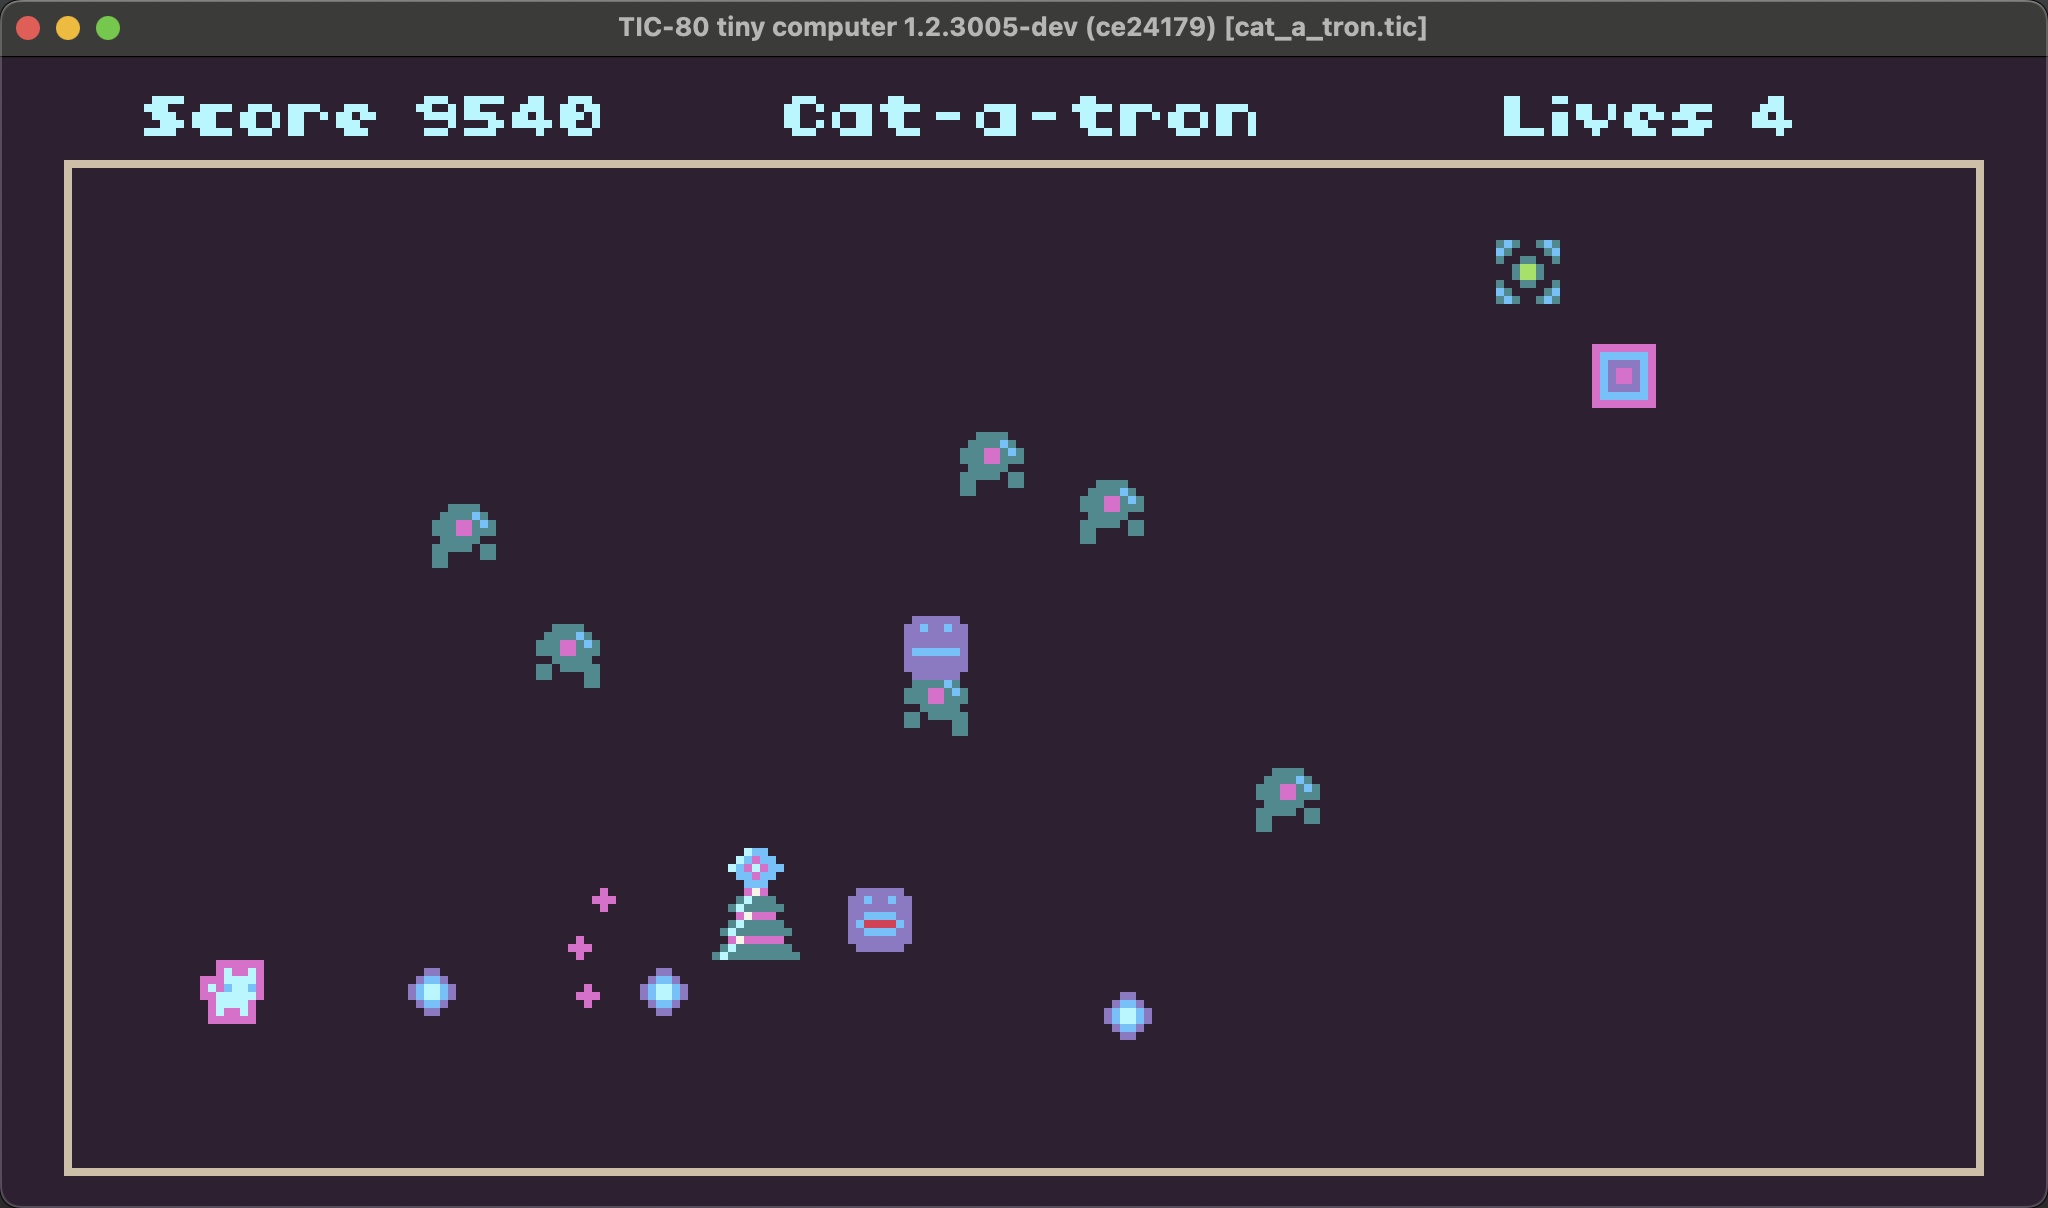 TIC-80 tiny computer 1.2.3005-dev (ce24179) [cat_a_tron.tic]
Score 9540 Cat-a-tron Lives 4